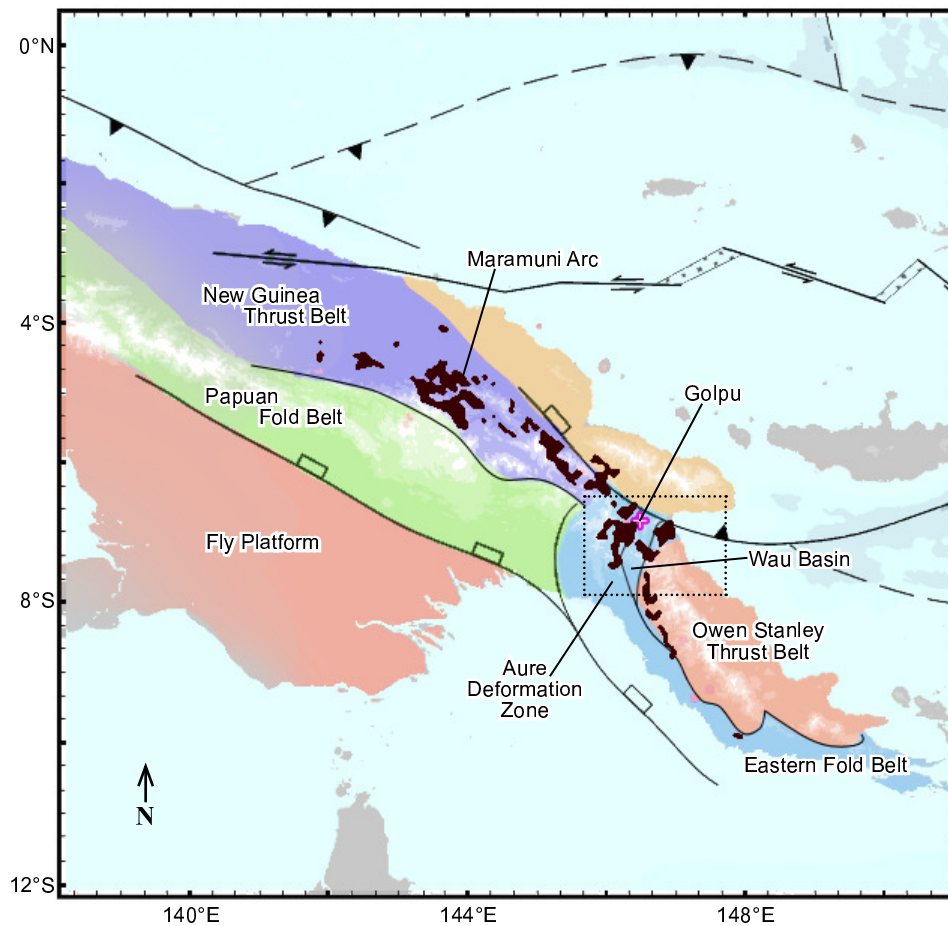 0°N
Maramuni Arc
New Guinea
Thrust Belt
4°S
Papuan
Fold Belt
Golpu
Fly Platform
Wau Basin
8°S
Owen Stanley
Thrust Belt
Aure
Deformation
Zone
Eastern Fold Belt
N
12°S
140°E
144°E
148°E